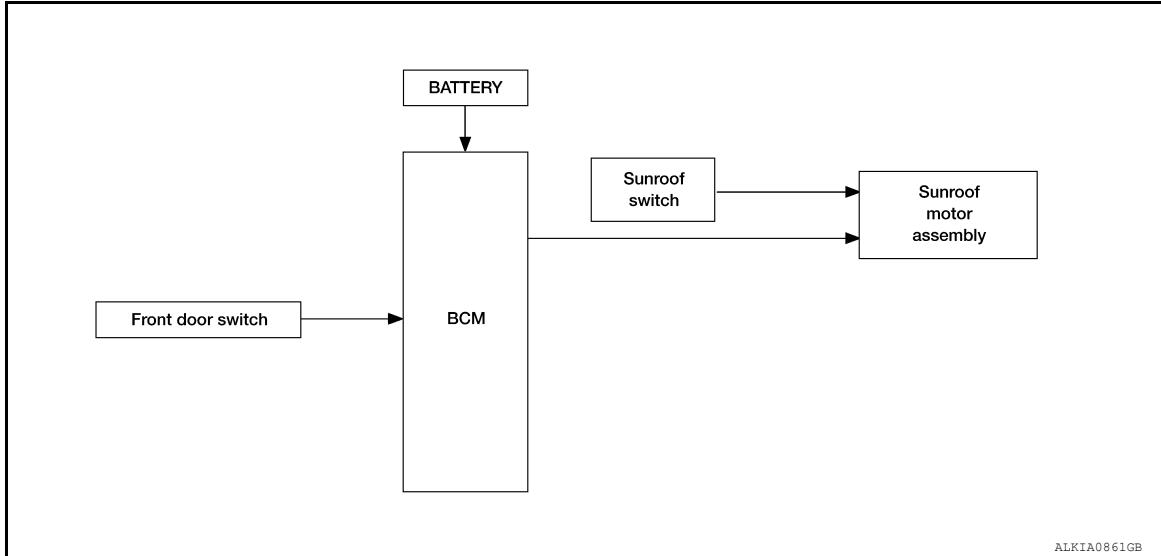 BATTERY
Sunroof
switch
Sunroof
motor
assembly
Front door switch
BCM
ALKIA0861GB